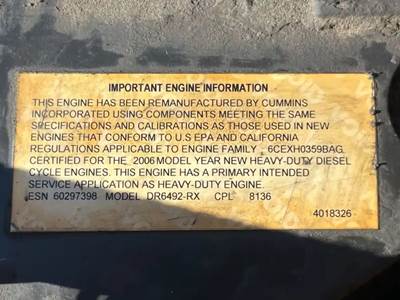 IMPORTANT ENGINE INFORMATION
THIS ENGINE HAS BEEN REMANUFACTURED BY CUMMINS
INCORPORATED USING COMPONENTS MEETING THE SAME
SPECIFICATIONS AND CALIBRATIONS AS THOSE USED IN NEW
ENGINES THAT CONFORM TO U.S EPA AND CALIFORNIA
REGULATIONS APPLICABLE TO ENGINE FAMILY , 6CEXH0359BAG
CERTIFIED FOR THE 2006 MODEL YEAR NEW HEAVY-DUTY DIESEL
CYCLE ENGINES. THIS ENGINE HAS A PRIMARY INTENDED
SERVICE APPLICATION AS HEAVY-DUTY ENGINE.
ESN 60297398 MODEL DR6492-RX CPL 8136
4018326